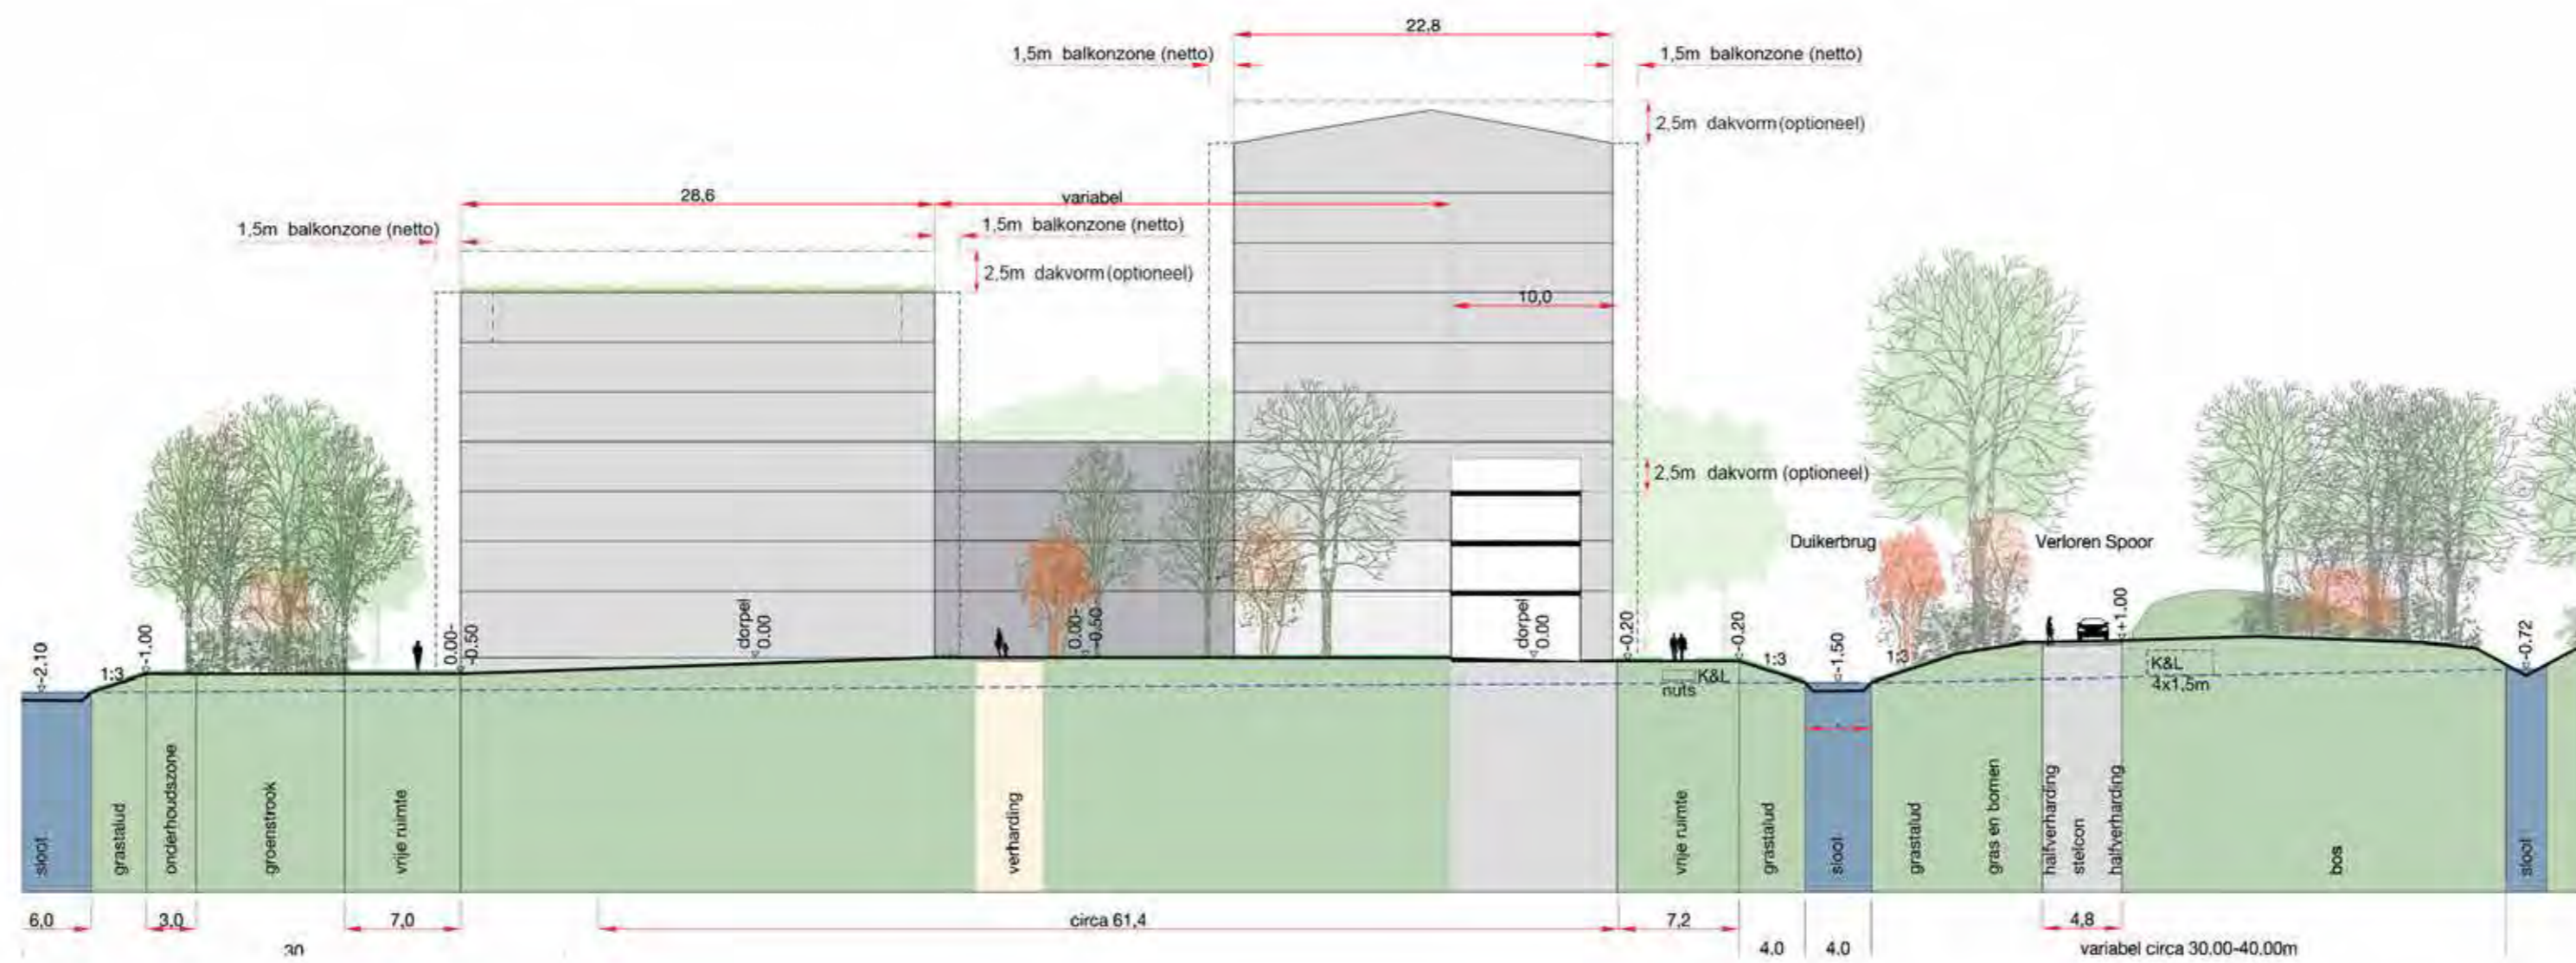 22,8
1,5m balkonzone (netto)
1,5m balkonzone (netto)
2,5m dakvorm (optioneel)
28,6
variabel
1,5m balkonzone (netto)
1,5m balkonzone (netto)
2,5m dakvorm (optioneel)
10,0
2,5m dakvorm (optioneel)
Duikerbrug
Verloren Spoor
-2.10
1:3
-1.00
0.00-
-0.50
dorpel
0.00
0.00-
-0.50
dorpel
0.00
-0.20
-0.20
K&L
nuts
1:3
-1.50
1:3
+1.00
K&L
4x1,5m
-0.72
sloot
grastalud
onderhoudszone
groenstrook
vrije ruimte
verharding
vrije ruimte
grastalud
sloot
grastalud
gras en bomen
halfverharding
stelcon
halfverharding
bos
sloot
6,0
3,0
7,0
circa 61,4
7,2
4,8
30
4.0
4.0
variabel circa 30.00-40.00m